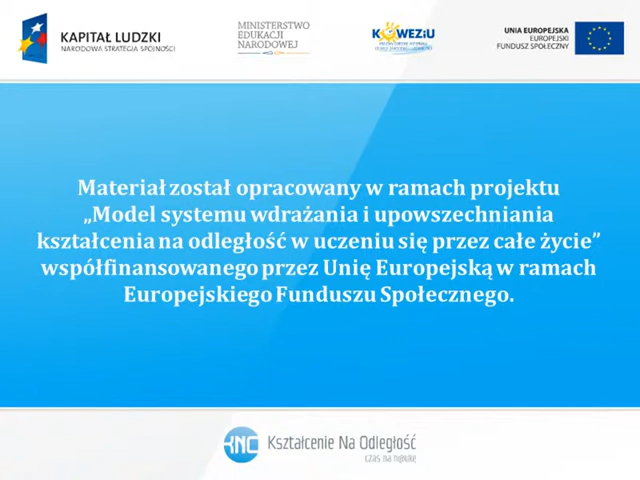 KAPITAŁ LUDZKI
NARODOWA STRATEGIA SPÓJNOŚCI
MINISTERSTWO
EDUKACJI
NARODOWEJ
KOWEZiU
UNIA EUROPEJSKA
EUROPEJSKI
FUNDUSZ SPOŁECZNY
Materiał został opracowany w ramach projektu
„Model systemu wdrażania i upowszechniania
kształcenia na odległość w uczeniu się przez całe życie”
współfinansowanego przez Unię Europejską w ramach
Europejskiego Funduszu Społecznego.
KNO Kształcenie Na Odległość
czas na naukę